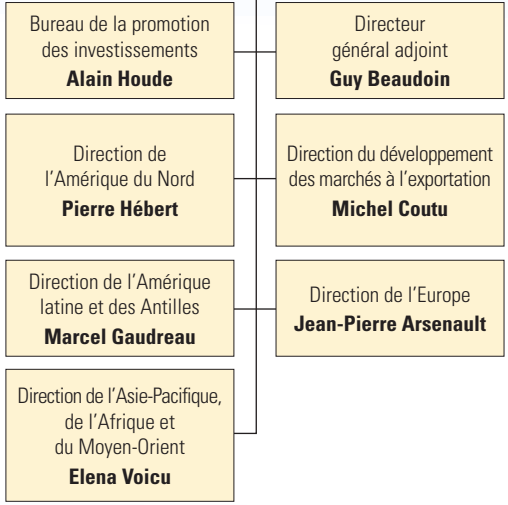 Bureau de la promotion
des investissements
Alain Houde
Directeur
général adjoint
Guy Beaudoin
Direction de
l'Amérique du Nord
Pierre Hébert
Direction du développement
des marchés à l'exportation
Michel Coutu
Direction de l'Amérique
latine et des Antilles
Marcel Gaudreau
Direction de l'Europe
Jean-Pierre Arsenault
Direction de l'Asie-Pacifique,
de l'Afrique et
du Moyen-Orient
Elena Voicu